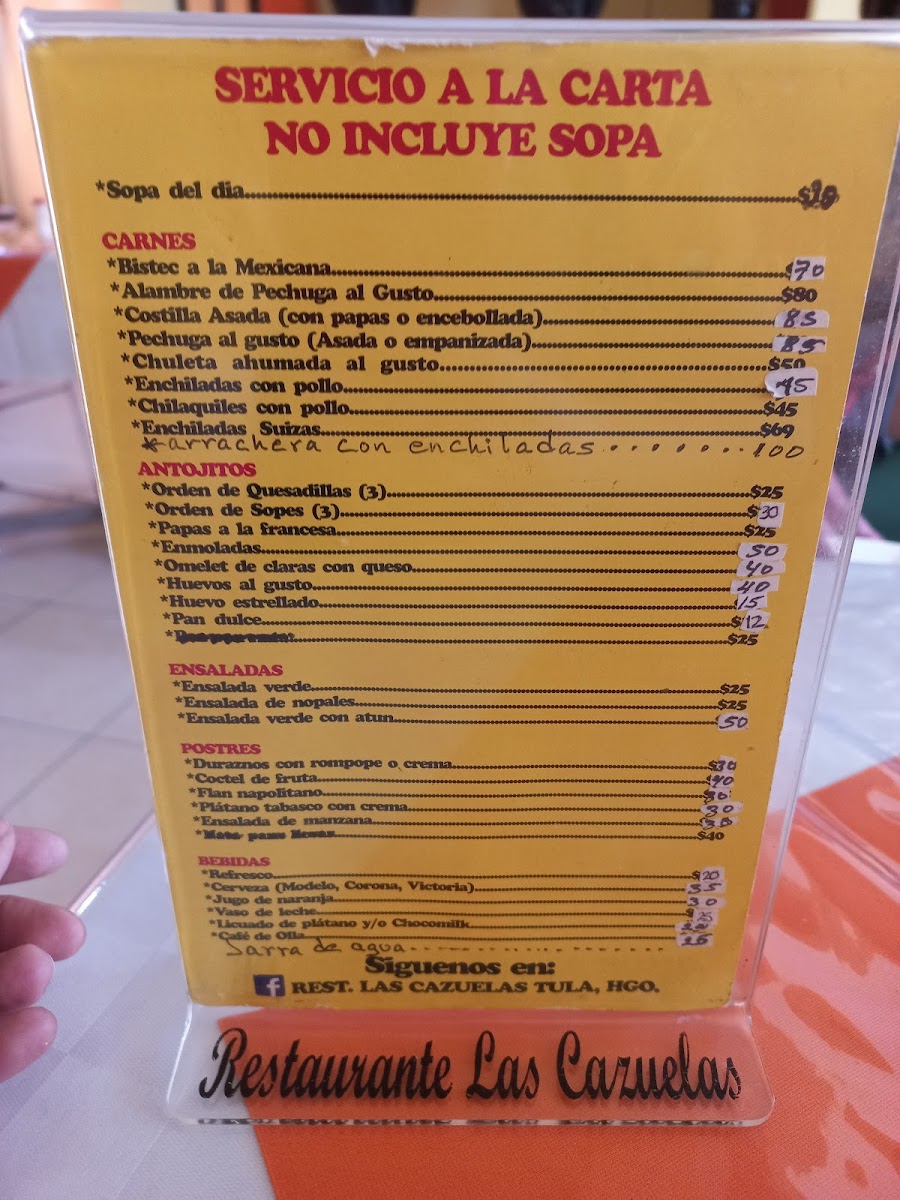 SERVICIO A LA CARTA
NO INCLUYE SOPA
*Sopa del dia
CARNES
*Bistec a la Mexicana $70
*Alambre de Pechuga al Gusto $80
*Costilla Asada (con papas o encebollada) 85
*Pechuga al gusto (Asada o empanizada) 85
*Chuleta ahumada al gusto $50
*Enchiladas con pollo 45
*Chilaquiles con pollo $45
*Enchiladas Suizas $69
*arrachera con enchiladas 100
ANTOJITOS
*Orden de Quesadillas (3) $25
*Orden de Sopes (3) $30
*Papas a la francesa $25
*Enmoladas 50
*Omelet de claras con queso 40
*Huevos al gusto 40
*Huevo estrellado 15
*Pan dulce $12
$25
ENSALADAS
*Ensalada verde $25
*Ensalada de nopales $25
*Ensalada verde con atun 50
POSTRES
*Duraznos con rompope o crema $30
*Coctel de fruta 40
*Flan napolitano 30
*Plátano tabasco con crema 30
*Ensalada de manzana
$40
BEBIDAS
*Refresco 20
*Cerveza (Modelo, Corona, Victoria) 35
*Jugo de naranja 30
*Vaso de leche
*Licuado de plátano y/o Chocomilk
*Café de Olla 25
Jarra de agua
Síguenos en:
f REST. LAS CAZUELAS TULA, HGO.
Restaurante Las Cazuelas